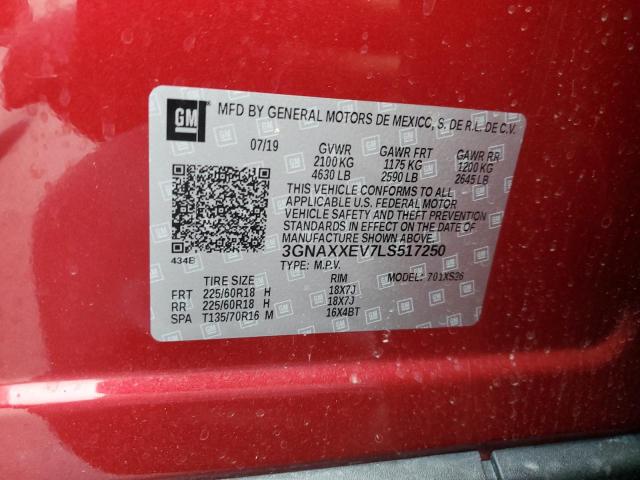 GM MFD BY GENERAL MOTORS DE MEXICO, S. DE R.L. DE C.V.
07/19 GVWR GAWR FRT GAWR RR
2100 KG 1175 KG 1200 KG
4630 LB 2590 LB 2645 LB
THIS VEHICLE CONFORMS TO ALL
APPLICABLE U.S. FEDERAL MOTOR
VEHICLE SAFETY AND THEFT PREVENTION
STANDARDS IN EFFECT ON THE DATE OF
MANUFACTURE SHOWN ABOVE.
434B 3GNAXXEV7LS517250
TYPE: M.P.V. MODEL: 701XS26
TIRE SIZE RIM
FRT 225/60R18 H 18X7J
RR 225/60R18 H 18X7J
SPA T135/70R16 M 16X4BT